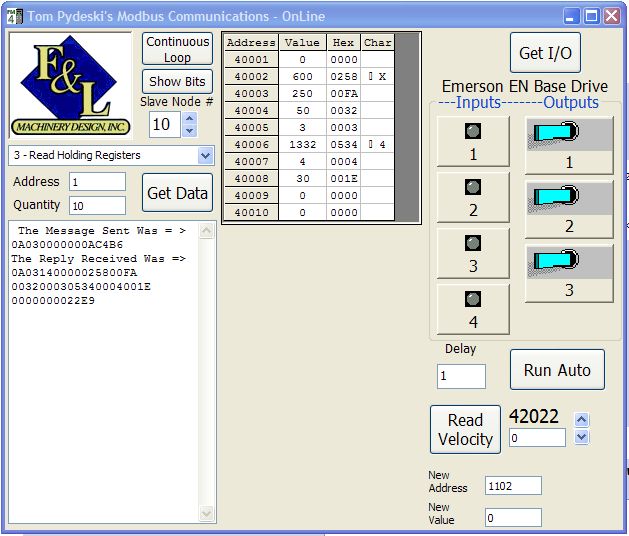 Tom Pydeski's Modbus Communications - OnLine
F&L
MACHINERY DESIGN, INC.
Continuous
Loop
Show Bits
Slave Node #
10
3 - Read Holding Registers
Address 1
Quantity 10
Get Data
The Message Sent Was = >
0A030000000AC4B6
The Reply Received Was =>
0A03140000025800FA
0032000305340004001E
0000000022E9
Address Value Hex Char
40001 0 0000
40002 600 0258 X
40003 250 00FA
40004 50 0032
40005 3 0003
40006 1332 0534 4
40007 4 0004
40008 30 001E
40009 0 0000
40010 0 0000
Get I/O
Emerson EN Base Drive
---Inputs-------Outputs
1
2
3
4
1
2
3
Delay
1
Run Auto
Read
Velocity
42022
0
New
Address 1102
New
Value 0